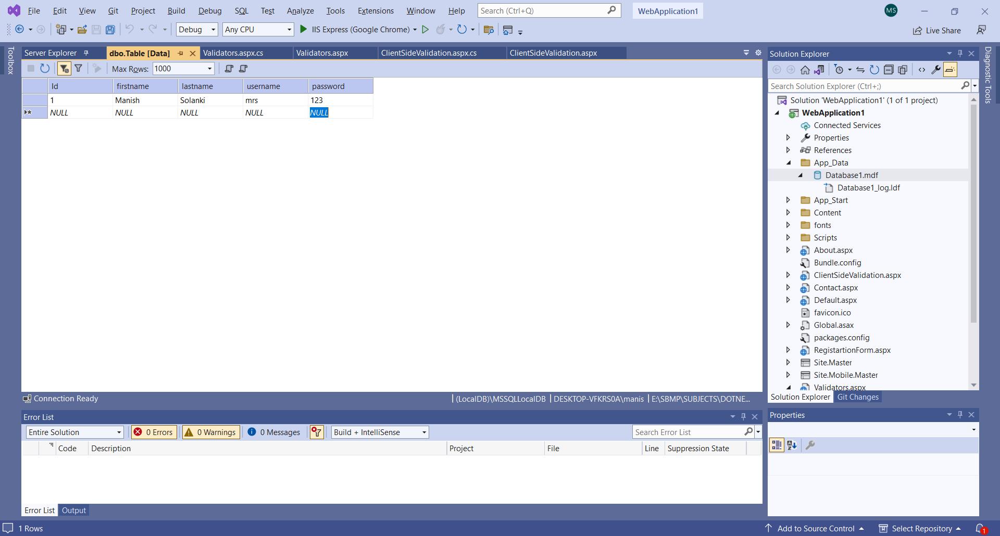 File Edit View Git Project Build Debug SQL Test Analyze Tools Extensions Window Help Search (Ctrl+Q) WebApplication1 MS
Debug Any CPU IIS Express (Google Chrome) Live Share
Toolbox
Server Explorer dbo.Table [Data] Validators.aspx.cs Validators.aspx ClientSideValidation.aspx.cs ClientSideValidation.aspx
Max Rows: 1000
Id firstname lastname username password
1 Manish Solanki mrs 123
NULL NULL NULL NULL NULL
Connection Ready (LocalDB)\MSSQLLocalDB DESKTOP-VFKRS0A\manis E:\SBMP\SUBJECTS\DOTNE...
Error List
Entire Solution 0 Errors 0 Warnings 0 Messages Build + IntelliSense Search Error List
Code Description Project File Line Suppression State
Error List Output
Solution Explorer
Search Solution Explorer (Ctrl+;)
Solution 'WebApplication1' (1 of 1 project)
WebApplication1
Connected Services
Properties
References
App_Data
Database1.mdf
Database1_log.ldf
App_Start
Content
fonts
Scripts
About.aspx
Bundle.config
ClientSideValidation.aspx
Contact.aspx
Default.aspx
favicon.ico
Global.asax
packages.config
RegistartionForm.aspx
Site.Master
Site.Mobile.Master
Validators.aspx
Solution Explorer Git Changes
Properties
Diagnostic Tools
1 Rows Add to Source Control Select Repository 1